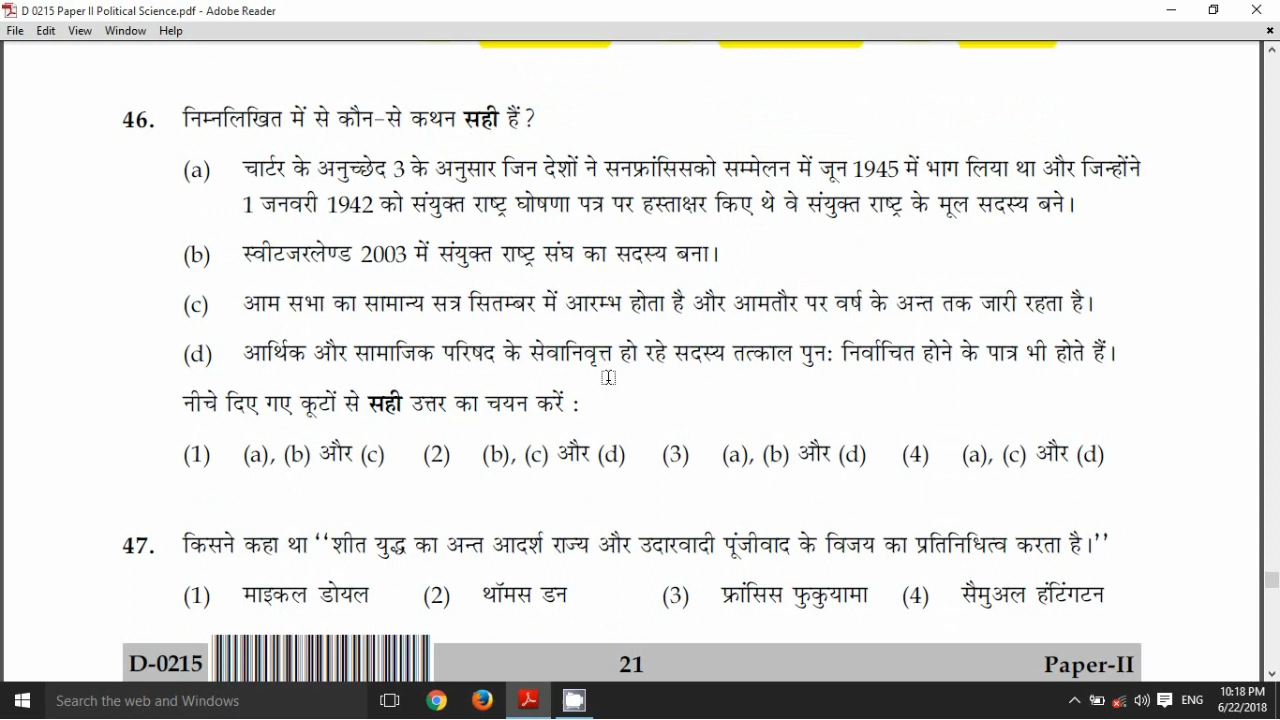 D 0215 Paper II Political Science.pdf - Adobe Reader
File Edit View Window Help
46. निम्नलिखित में से कौन-से कथन सही हैं ?
(a) चार्टर के अनुच्छेद 3 के अनुसार जिन देशों ने सनफ्रांसिसको सम्मेलन में जून 1945 में भाग लिया था और जिन्होंने
1 जनवरी 1942 को संयुक्त राष्ट्र घोषणा पत्र पर हस्ताक्षर किए थे वे संयुक्त राष्ट्र के मूल सदस्य बने।
(b) स्वीटजरलेण्ड 2003 में संयुक्त राष्ट्र संघ का सदस्य बना।
(c) आम सभा का सामान्य सत्र सितम्बर में आरम्भ होता है और आमतौर पर वर्ष के अन्त तक जारी रहता है।
(d) आर्थिक और सामाजिक परिषद के सेवानिवृत्त हो रहे सदस्य तत्काल पुन: निर्वाचित होने के पात्र भी होते हैं।
नीचे दिए गए कूटों से सही उत्तर का चयन करें :
(1) (a), (b) और (c) (2) (b), (c) और (d) (3) (a), (b) और (d) (4) (a), (c) और (d)
47. किसने कहा था ‘‘शीत युद्ध का अन्त आदर्श राज्य और उदारवादी पूंजीवाद के विजय का प्रतिनिधित्व करता है।’’
(1) माइकल डोयल (2) थॉमस डन (3) फ्रांसिस फुकुयामा (4) सैमुअल हंटिंगटन
D-0215 21 Paper-II
Search the web and Windows ENG 10:18 PM
6/22/2018